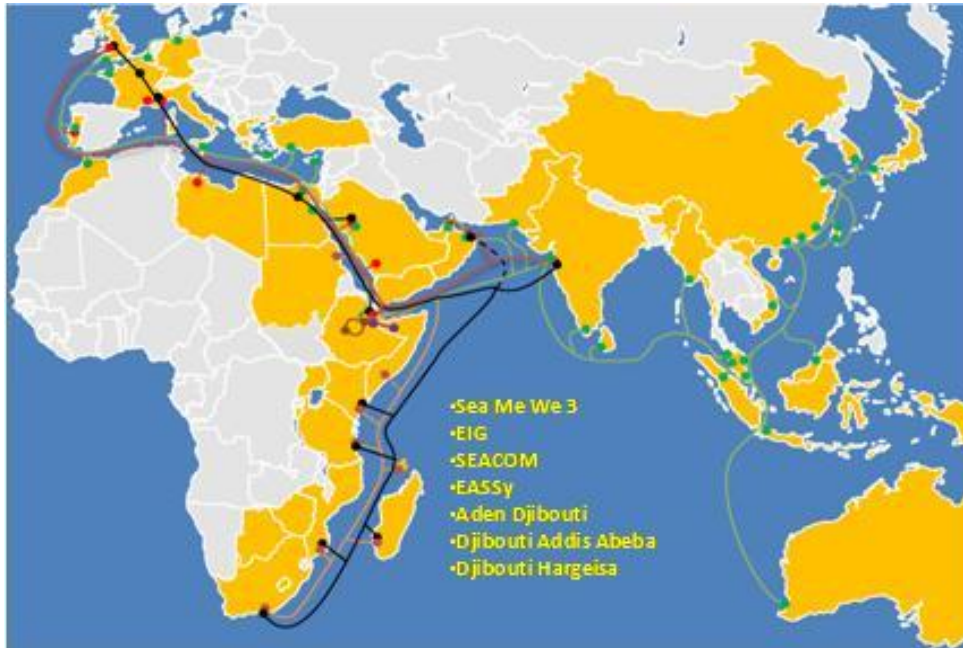 •Sea Me We 3
•EIG
•SEACOM
•EASSy
•Aden Djibouti
•Djibouti Addis Abeba
•Djibouti Hargeisa